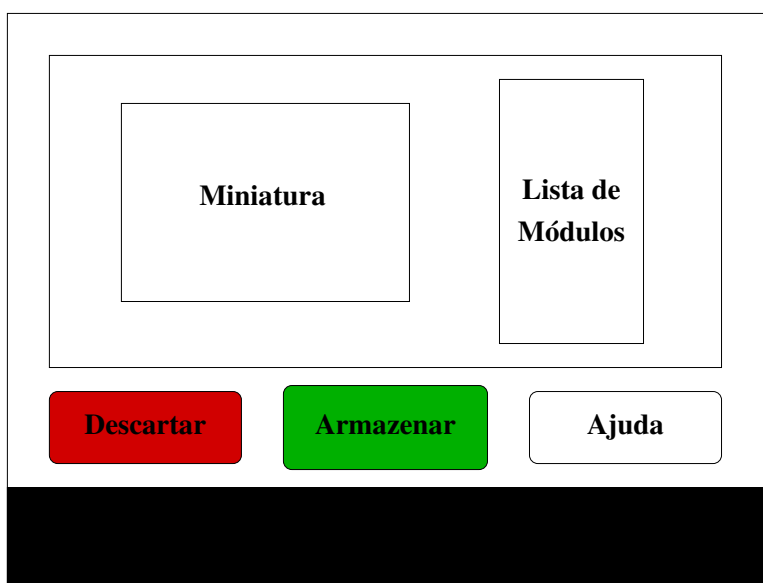 Miniatura
Lista de
Módulos
Descartar
Armazenar
Ajuda